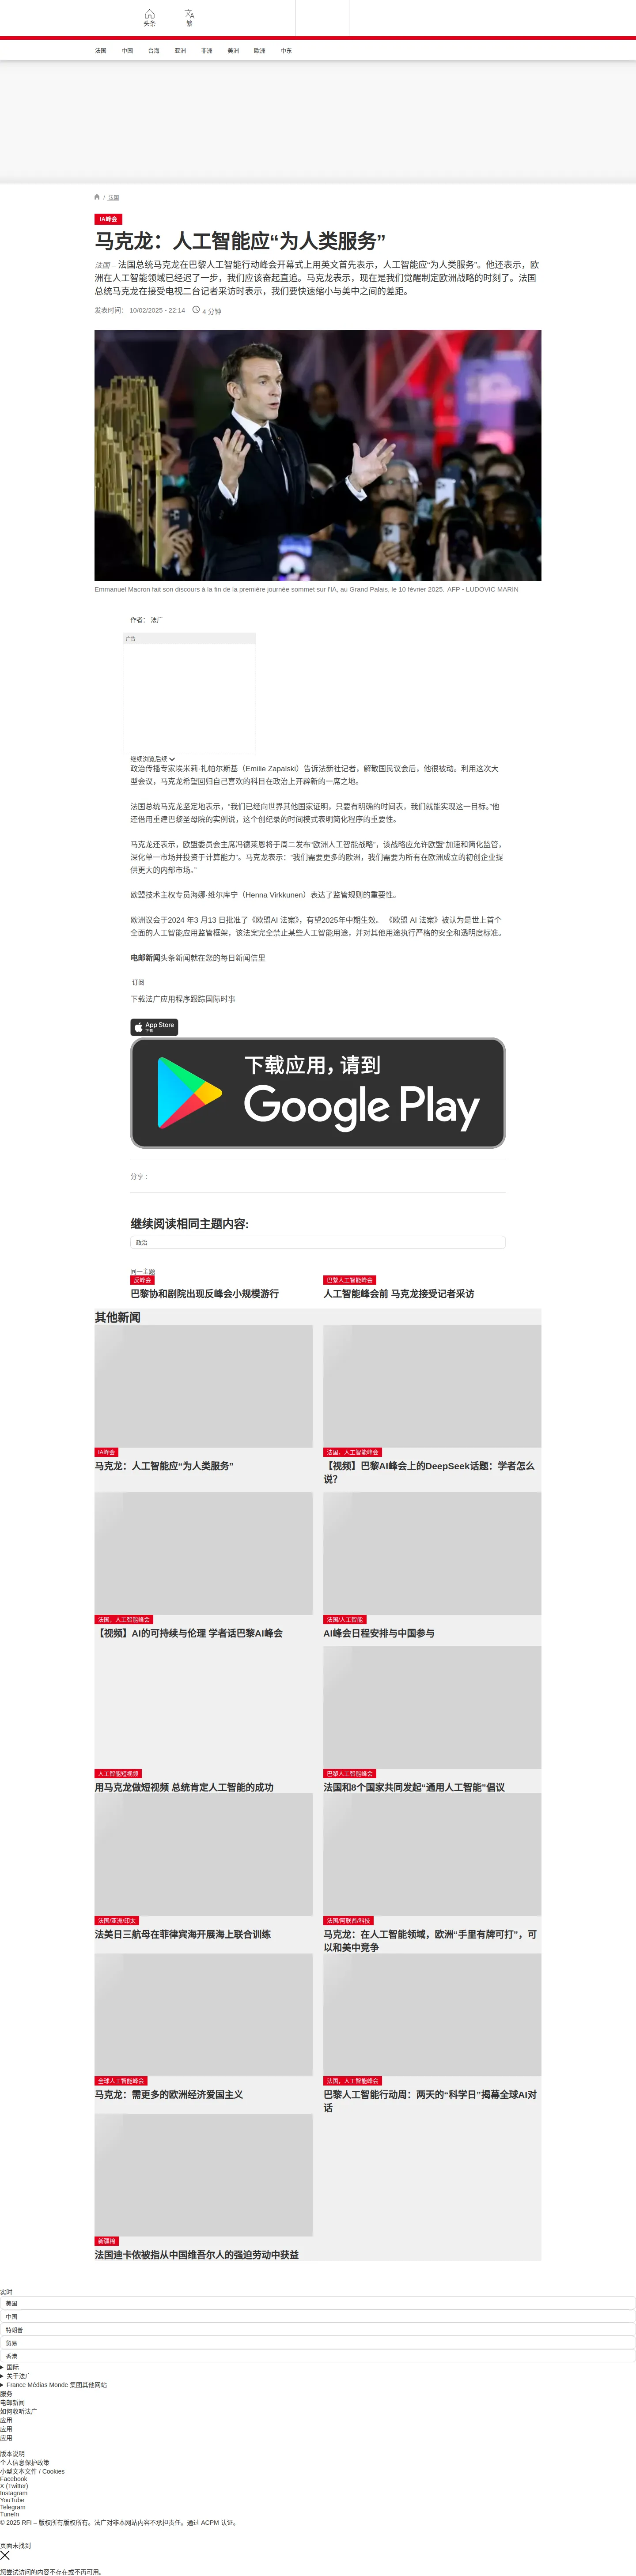 头条
繁
法国 中国 台海 亚洲 非洲 美洲 欧洲 中东
/ 法国
IA峰会
马克龙：人工智能应“为人类服务”
法国 – 法国总统马克龙在巴黎人工智能行动峰会开幕式上用英文首先表示，人工智能应“为人类服务”。他还表示，欧
洲在人工智能领域已经迟了一步，我们应该奋起直追。马克龙表示，现在是我们觉醒制定欧洲战略的时刻了。法国
总统马克龙在接受电视二台记者采访时表示，我们要快速缩小与美中之间的差距。
发表时间： 10/02/2025 - 22:14 4 分钟
Emmanuel Macron fait son discours à la fin de la première journée sommet sur l'IA, au Grand Palais, le 10 février 2025. AFP - LUDOVIC MARIN
作者： 法广
广告
继续浏览后续
政治传播专家埃米莉·扎帕尔斯基（Emilie Zapalski）告诉法新社记者，解散国民议会后，他很被动。利用这次大
型会议，马克龙希望回归自己喜欢的科目在政治上开辟新的一席之地。
法国总统马克龙坚定地表示，“我们已经向世界其他国家证明，只要有明确的时间表，我们就能实现这一目标。”他
还借用重建巴黎圣母院的实例说，这个创纪录的时间模式表明简化程序的重要性。
马克龙还表示，欧盟委员会主席冯德莱恩将于周二发布“欧洲人工智能战略”，该战略应允许欧盟“加速和简化监管，
深化单一市场并投资于计算能力”。马克龙表示：“我们需要更多的欧洲，我们需要为所有在欧洲成立的初创企业提
供更大的内部市场。”
欧盟技术主权专员海娜·维尔库宁（Henna Virkkunen）表达了监管规则的重要性。
欧洲议会于2024 年3 月13 日批准了《欧盟AI 法案》，有望2025年中期生效。 《欧盟 AI 法案》被认为是世上首个
全面的人工智能应用监管框架，该法案完全禁止某些人工智能用途，并对其他用途执行严格的安全和透明度标准。
电邮新闻头条新闻就在您的每日新闻信里
订阅
下载法广应用程序跟踪国际时事
App Store
下载
下载应用，请到
Google Play
分享 :
继续阅读相同主题内容:
政治
同一主题
反峰会
巴黎协和剧院出现反峰会小规模游行
巴黎人工智能峰会
人工智能峰会前 马克龙接受记者采访
其他新闻
IA峰会
马克龙：人工智能应“为人类服务”
法国，人工智能峰会
【视频】巴黎AI峰会上的DeepSeek话题：学者怎么
说？
法国，人工智能峰会
【视频】AI的可持续与伦理 学者话巴黎AI峰会
法国/人工智能
AI峰会日程安排与中国参与
人工智能短视频
用马克龙做短视频 总统肯定人工智能的成功
巴黎人工智能峰会
法国和8个国家共同发起“通用人工智能”倡议
法国/亚洲/印太
法美日三航母在菲律宾海开展海上联合训练
法国/阿联酋/科技
马克龙：在人工智能领域，欧洲“手里有牌可打”，可
以和美中竞争
全球人工智能峰会
马克龙：需更多的欧洲经济爱国主义
法国，人工智能峰会
巴黎人工智能行动周：两天的“科学日”揭幕全球AI对
话
新疆棉
法国迪卡侬被指从中国维吾尔人的强迫劳动中获益
实时
美国
中国
特朗普
贸易
香港
国际
关于法广
France Médias Monde 集团其他网站
服务
电邮新闻
如何收听法广
应用
应用
应用
版本说明
个人信息保护政策
小型文本文件 / Cookies
Facebook
X (Twitter)
Instagram
YouTube
Telegram
TuneIn
© 2025 RFI – 版权所有版权所有。法广对非本网站内容不承担责任。通过 ACPM 认证。
页面未找到
您尝试访问的内容不存在或不再可用。